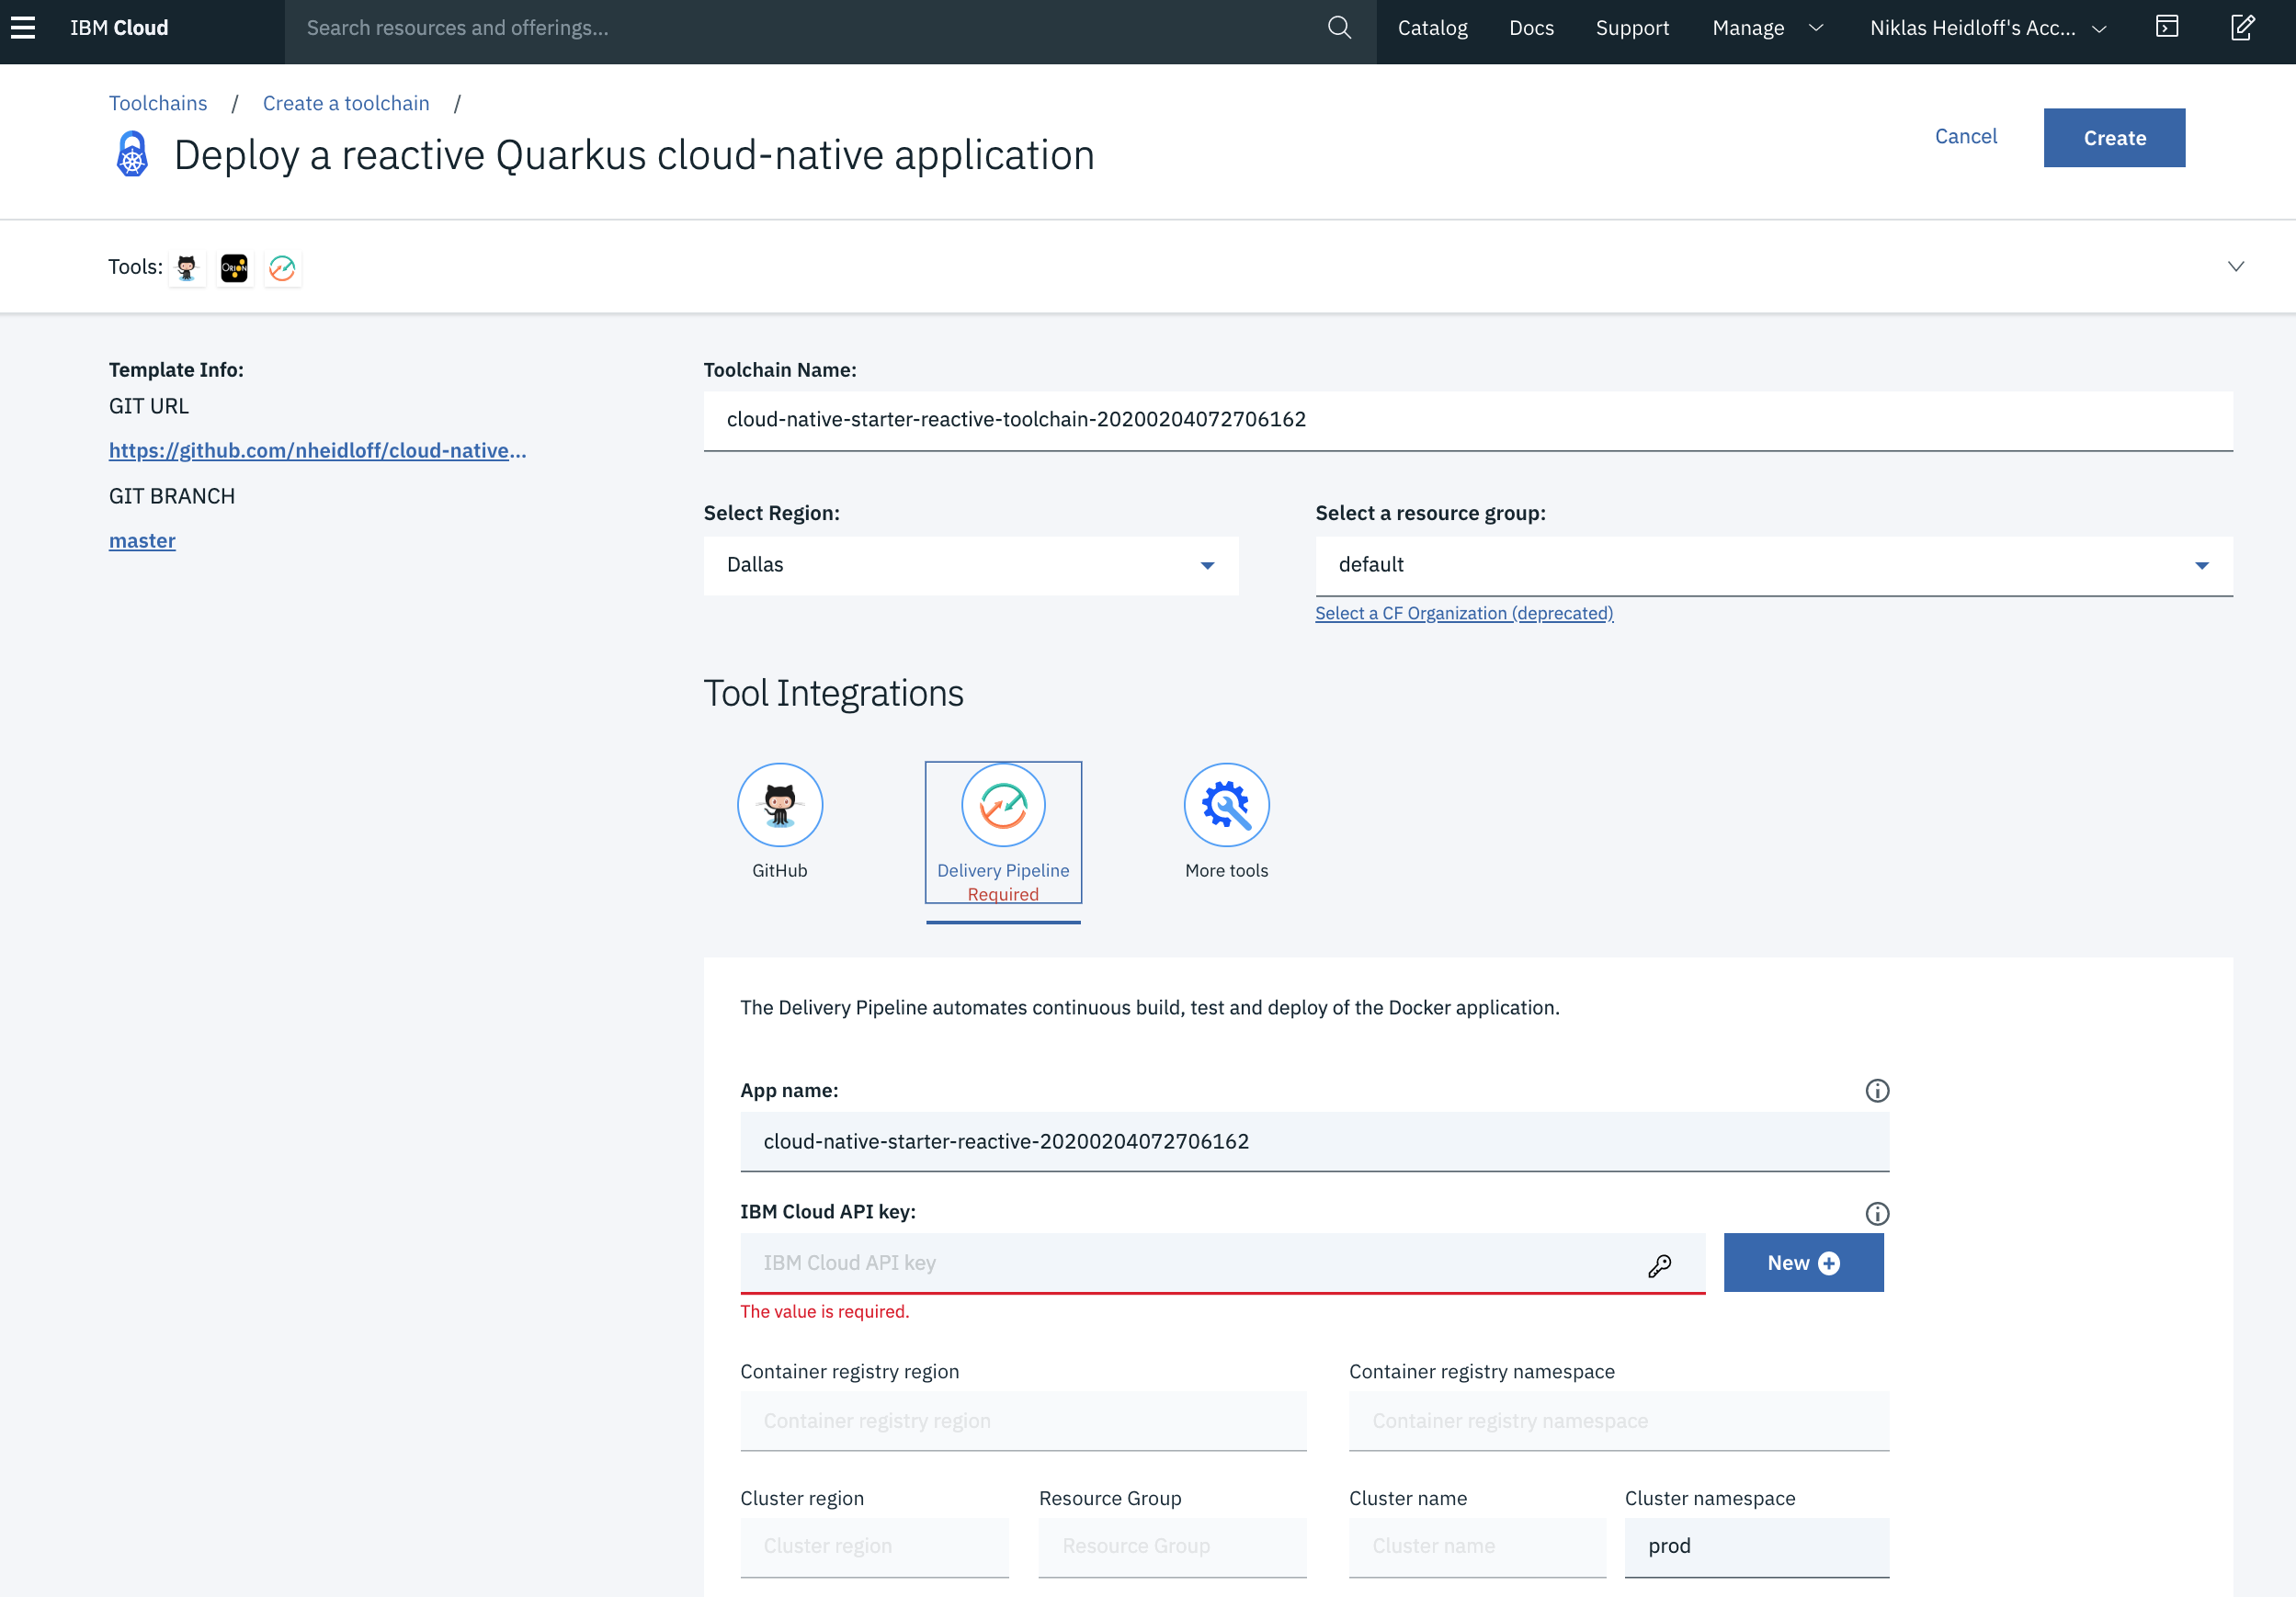 IBM Cloud
Search resources and offerings...
Catalog
Docs
Support
Manage
Niklas Heidloff's Acc...
Toolchains / Create a toolchain /
Deploy a reactive Quarkus cloud-native application
Cancel
Create
Tools:
ORION
Template Info:
GIT URL
https://github.com/nheidloff/cloud-native...
GIT BRANCH
master
Toolchain Name:
cloud-native-starter-reactive-toolchain-20200204072706162
Select Region:
Dallas
Select a resource group:
default
Select a CF Organization (deprecated)
Tool Integrations
GitHub
Delivery Pipeline
Required
More tools
The Delivery Pipeline automates continuous build, test and deploy of the Docker application.
App name:
cloud-native-starter-reactive-20200204072706162
IBM Cloud API key:
IBM Cloud API key
New
The value is required.
Container registry region
Container registry region
Container registry namespace
Container registry namespace
Cluster region
Cluster region
Resource Group
Resource Group
Cluster name
Cluster name
Cluster namespace
prod